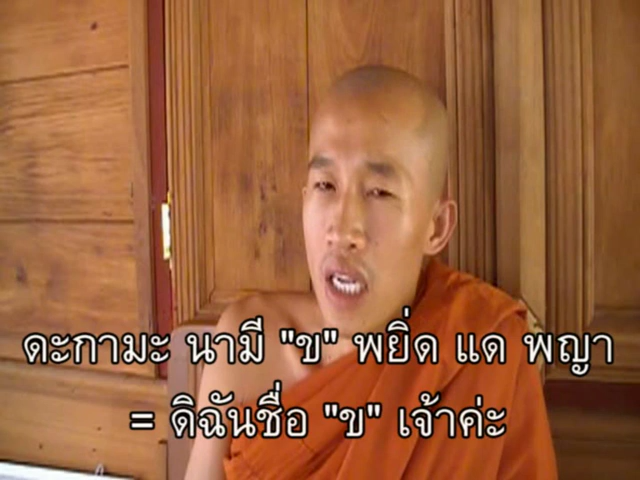 ดะกามะ นามี "ข" พยิ่ด แด พญา
= ดิฉันชื่อ "ข" เจ้าค่ะ